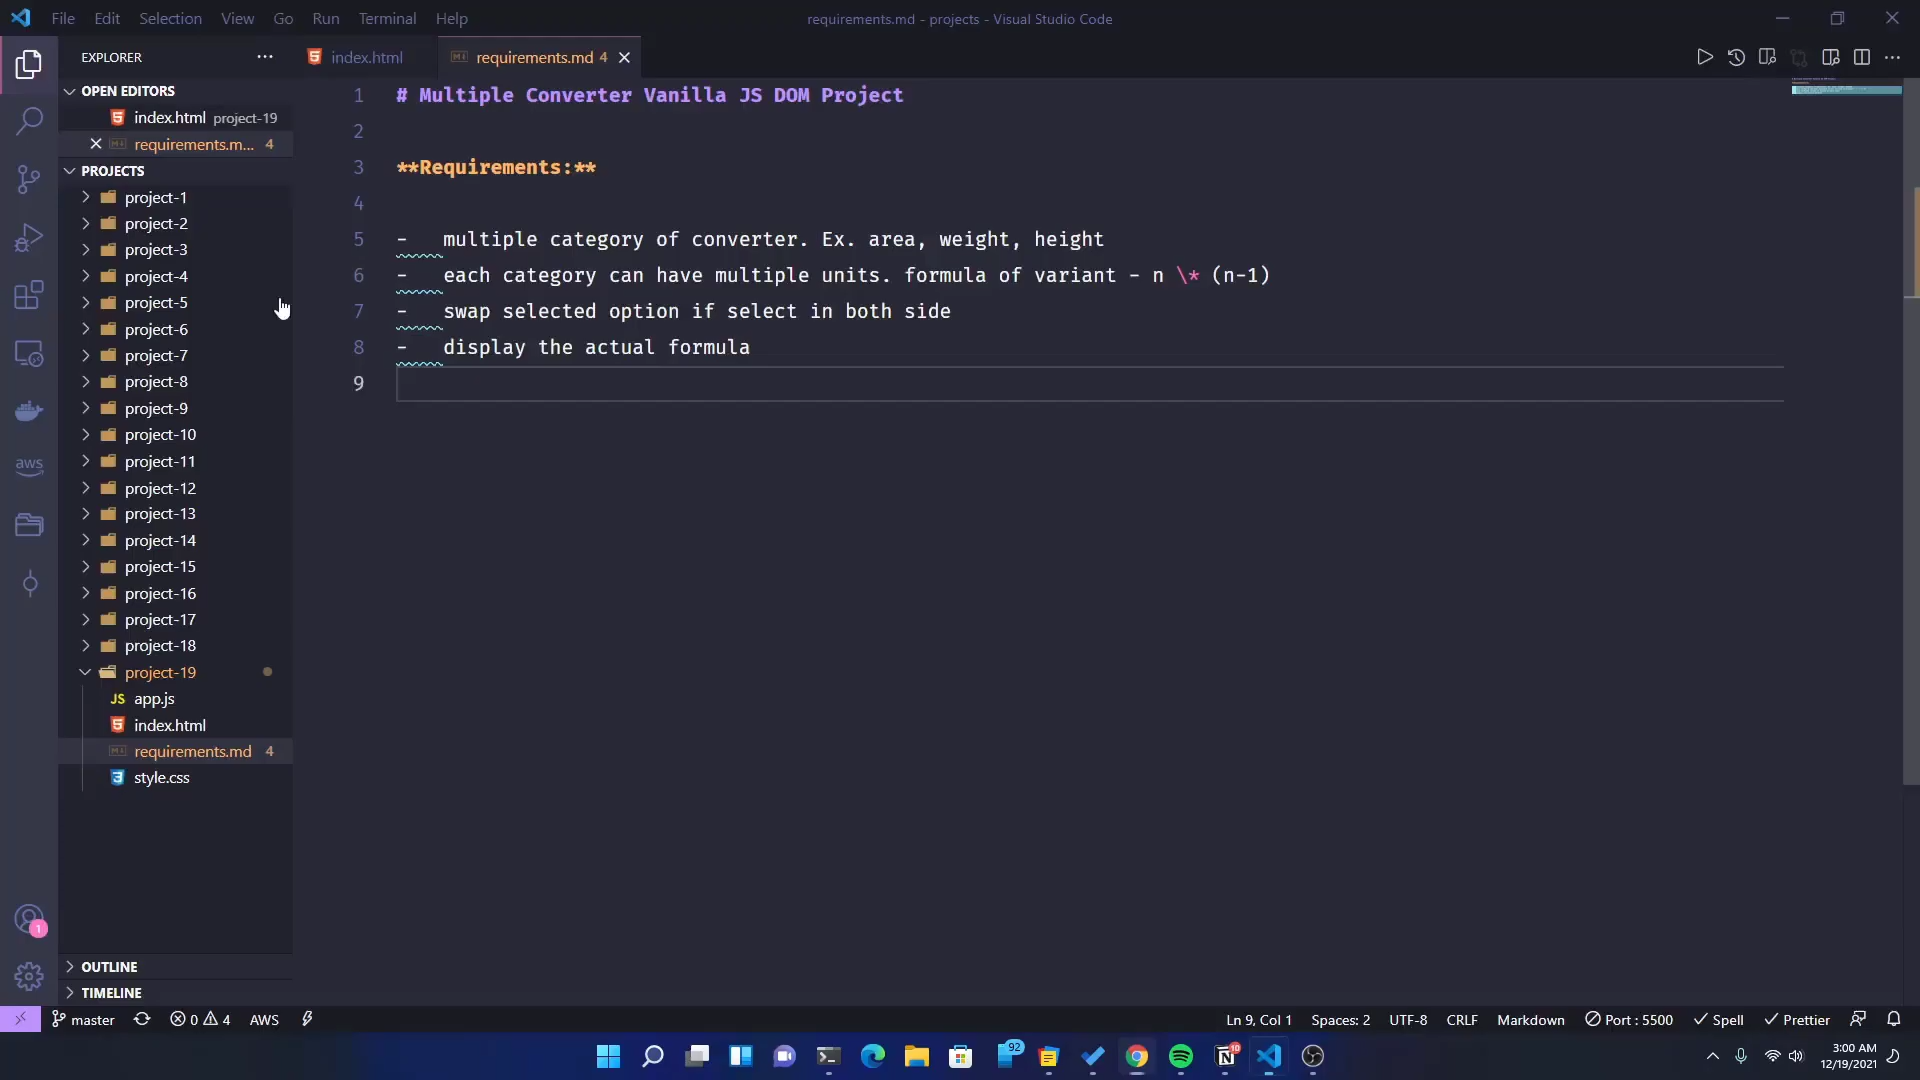 File Edit Selection View Go Run Terminal Help
requirements.md - projects - Visual Studio Code
EXPLORER
index.html
requirements.md 4
OPEN EDITORS
index.html project-19
requirements.m... 4
PROJECTS
project-1
project-2
project-3
project-4
project-5
project-6
project-7
project-8
project-9
project-10
project-11
project-12
project-13
project-14
project-15
project-16
project-17
project-18
project-19
JS app.js
index.html
requirements.md 4
style.css
OUTLINE
TIMELINE
1 # Multiple Converter Vanilla JS DOM Project
2
3 **Requirements:**
4
5 - multiple category of converter. Ex. area, weight, height
6 - each category can have multiple units. formula of variant - n \* (n-1)
7 - swap selected option if select in both side
8 - display the actual formula
9
aws
1
master 0 4 AWS
Ln 9, Col 1 Spaces: 2 UTF-8 CRLF Markdown Port : 5500 Spell Prettier
92
10
3:00 AM
12/19/2021